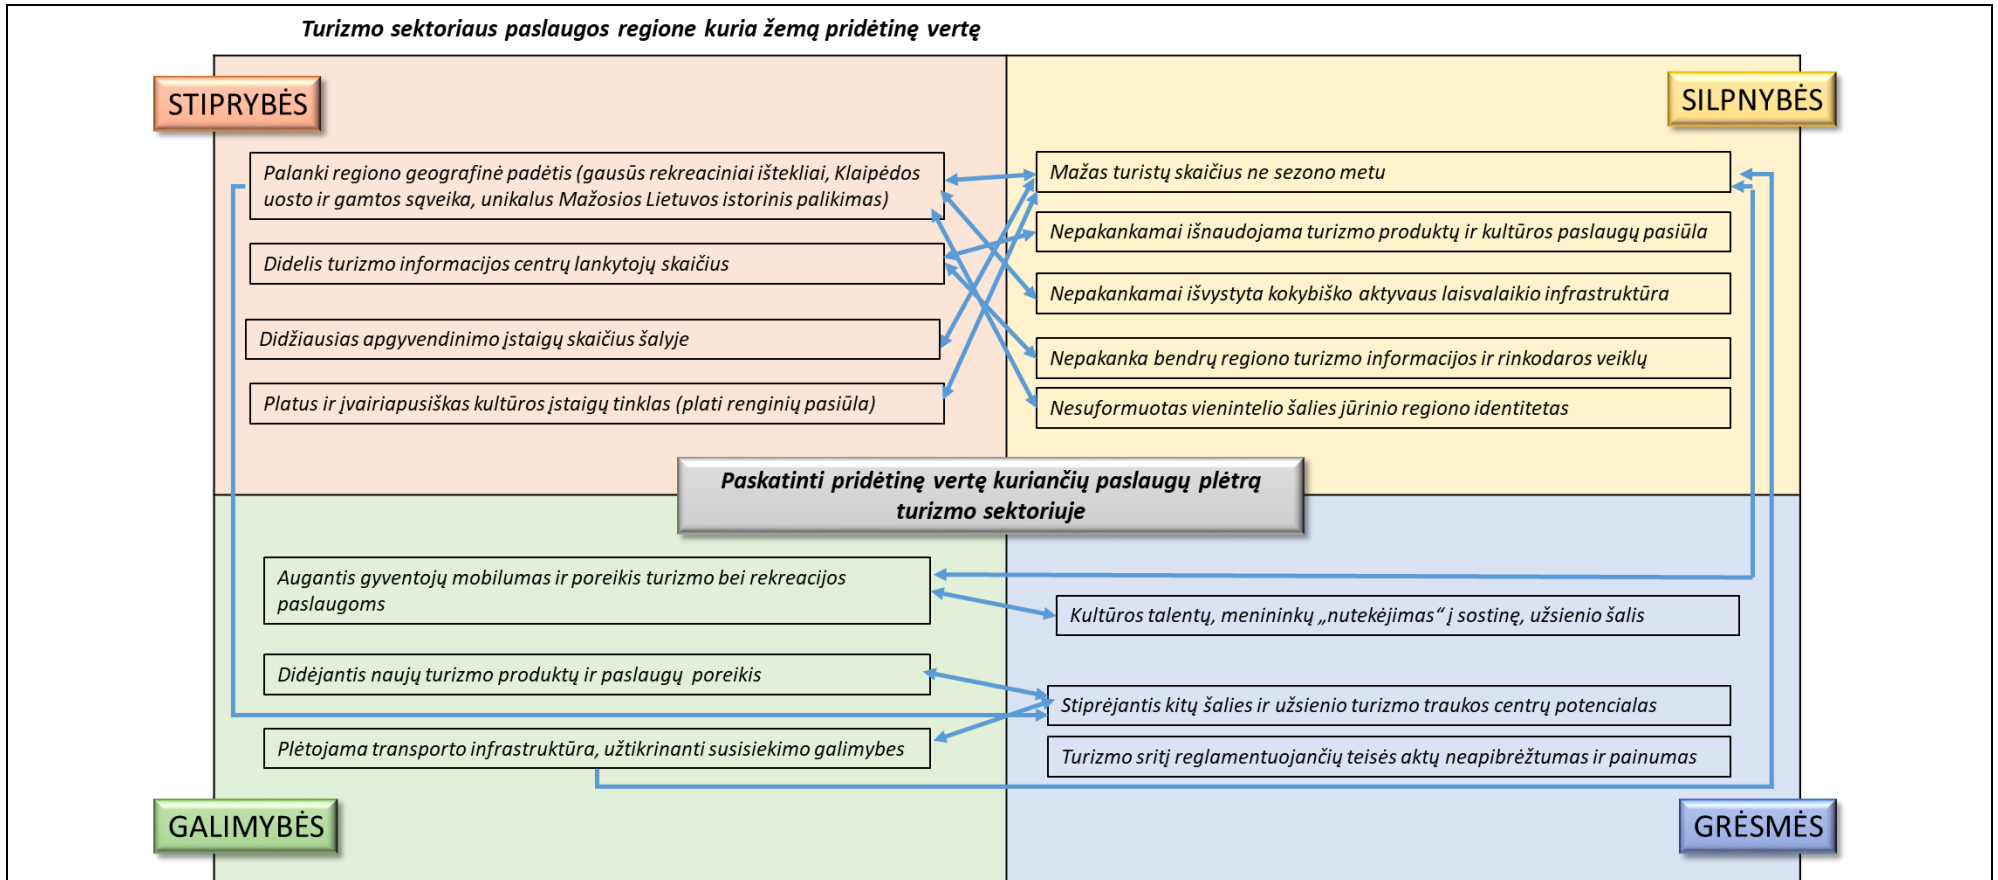 Turizmo sektoriaus paslaugos regione kuria žemą pridėtinę vertę
STIPRYBĖS
SILPNYBĖS
Palanki regiono geografinė padėtis (gausūs rekreaciniai ištekliai, Klaipėdos
uosto ir gamtos sąveika, unikalus Mažosios Lietuvos istorinis palikimas)
Didelis turizmo informacijos centrų lankytojų skaičius
Didžiausias apgyvendinimo įstaigų skaičius šalyje
Platus ir įvairiapusiškas kultūros įstaigų tinklas (plati renginių pasiūla)
Mažas turistų skaičius ne sezono metu
Nepakankamai išnaudojama turizmo produktų ir kultūros paslaugų pasiūla
Nepakankamai išvystyta kokybiško aktyvaus laisvalaikio infrastruktūra
Nepakanka bendrų regiono turizmo informacijos ir rinkodaros veiklų
Nesuformuotas vienintelio šalies jūrinio regiono identitetas
Paskatinti pridėtinę vertę kuriančių paslaugų plėtrą
turizmo sektoriuje
Augantis gyventojų mobilumas ir poreikis turizmo bei rekreacijos
paslaugoms
Didėjantis naujų turizmo produktų ir paslaugų poreikis
Plėtojama transporto infrastruktūra, užtikrinanti susisiekimo galimybes
Kultūros talentų, menininkų „nutekėjimas“ į sostinę, užsienio šalis
Stiprėjantis kitų šalies ir užsienio turizmo traukos centrų potencialas
Turizmo sritį reglamentuojančių teisės aktų neapibrėžtumas ir painumas
GALIMYBĖS
GRĖSMĖS